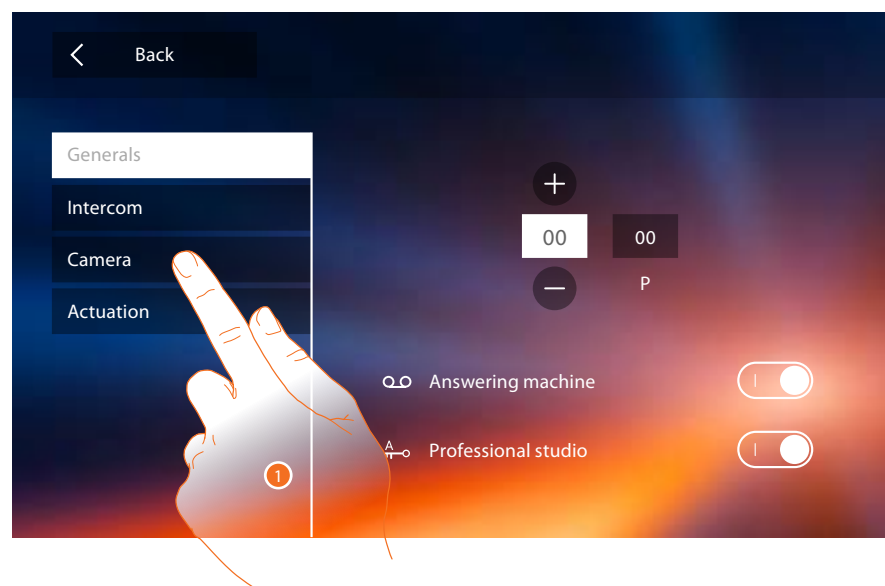 Back
Generals
Intercom
Camera
Actuation
00 00
P
Answering machine
A
Professional studio
1